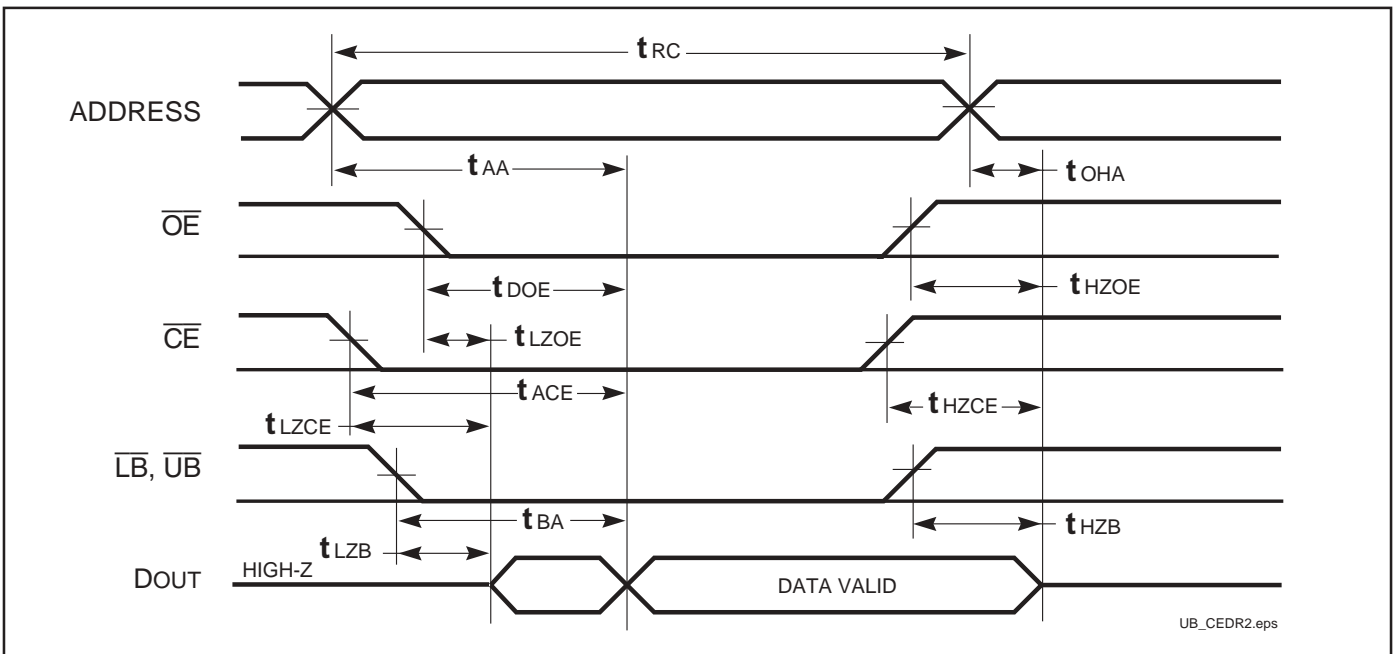 tRC
ADDRESS
tAA
tOHA
OE
tDOE
tHZOE
CE
tLZOE
tACE
tHZCE
tLZCE
LB, UB
tBA
tHZB
tLZB
DOUT
HIGH-Z
DATA VALID
UB_CEDR2.eps